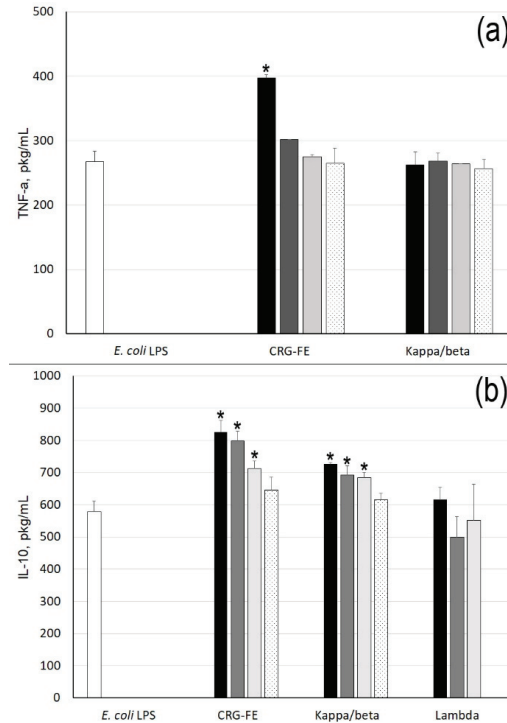 (a)
TNF-a, pkg/mL
500
400
300
200
100
0
*
E. coli LPS CRG-FE Kappa/beta
(b)
IL-10, pkg/mL
1000
900
800
700
600
500
400
300
200
100
0
* * * * * *
E. coli LPS CRG-FE Kappa/beta Lambda